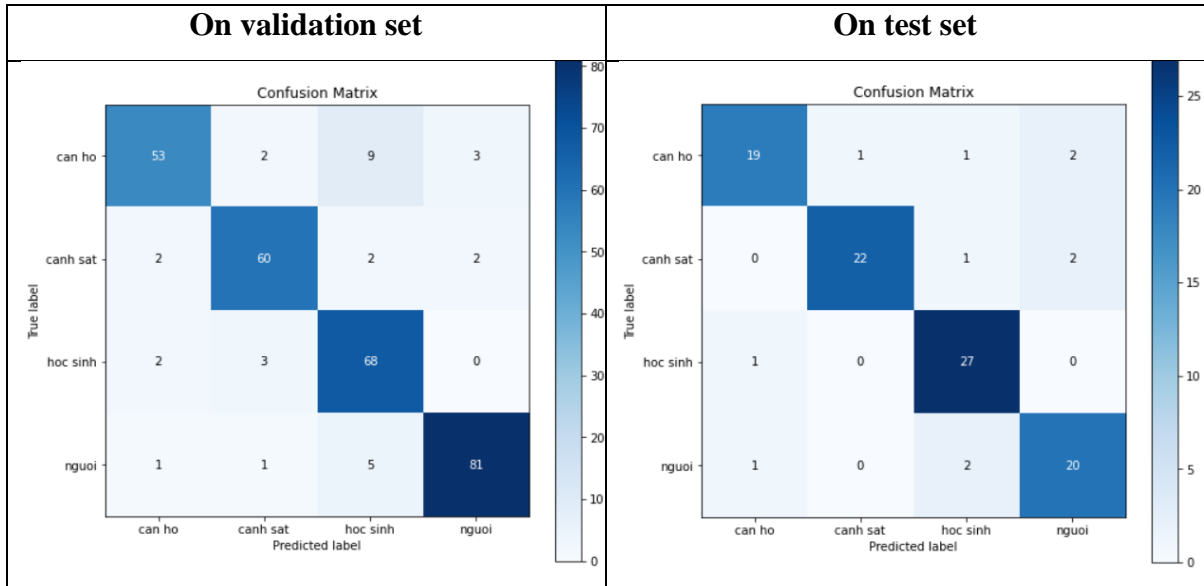 On validation set
On test set
Confusion Matrix
can ho 53 2 9 3
canh sat 2 60 2 2
hoc sinh 2 3 68 0
nguoi 1 1 5 81
True label
can ho canh sat hoc sinh nguoi
Predicted label
80
70
60
50
40
30
20
10
0
Confusion Matrix
can ho 19 1 1 2
canh sat 0 22 1 2
hoc sinh 1 0 27 0
nguoi 1 0 2 20
True label
can ho canh sat hoc sinh nguoi
Predicted label
25
20
15
10
5
0